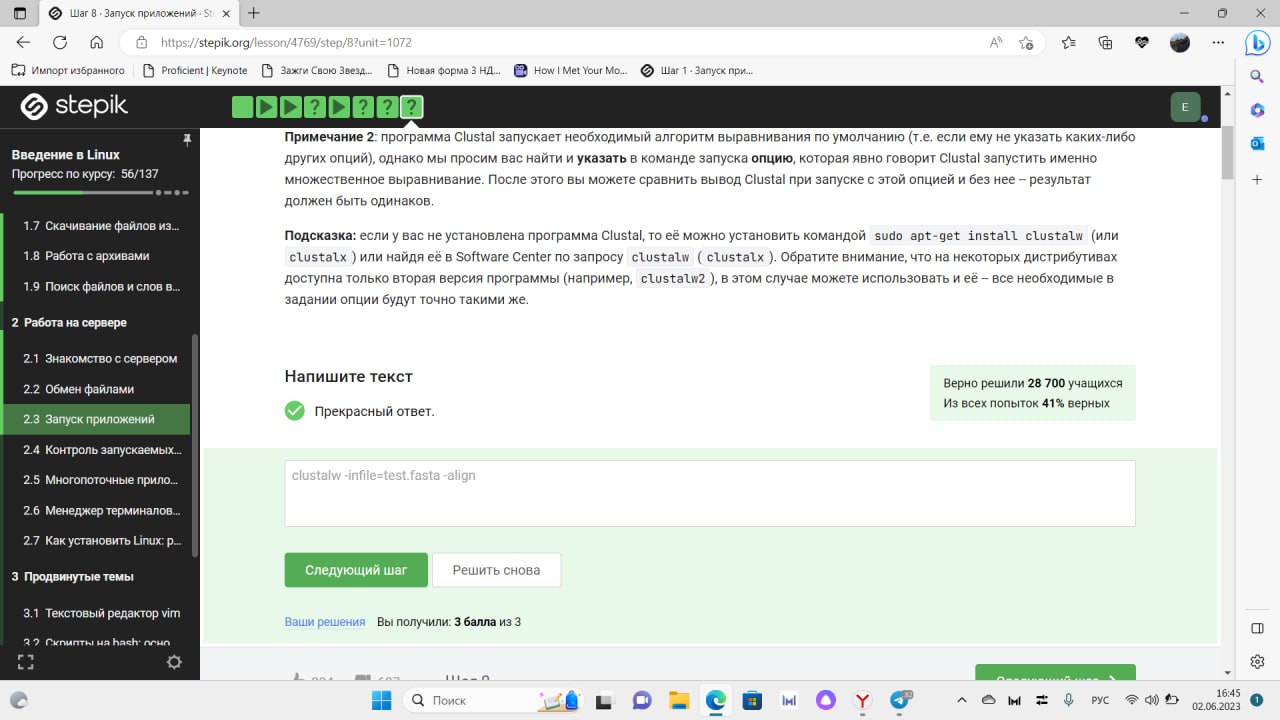 Шаг 8 · Запуск приложений · St
https://stepik.org/lesson/4769/step/8?unit=1072
Импорт избранного
Proficient | Keynote
Зажги Свою Звезд...
Новая форма 3 НД...
How I Met Your Mo...
Шаг 1 · Запуск при...
stepik
E
Введение в Linux
Прогресс по курсу: 56/137
1.7 Скачивание файлов из...
1.8 Работа с архивами
1.9 Поиск файлов и слов в...
2 Работа на сервере
2.1 Знакомство с сервером
2.2 Обмен файлами
2.3 Запуск приложений
2.4 Контроль запускаемых...
2.5 Многопоточные прило...
2.6 Менеджер терминалов...
2.7 Как установить Linux: р...
3 Продвинутые темы
3.1 Текстовый редактор vim
3.2 Скрипты на bash: осно
Примечание 2: программа Clustal запускает необходимый алгоритм выравнивания по умолчанию (т.е. если ему не указать каких-либо
других опций), однако мы просим вас найти и указать в команде запуска опцию, которая явно говорит Clustal запустить именно
множественное выравнивание. После этого вы можете сравнить вывод Clustal при запуске с этой опцией и без нее – результат
должен быть одинаков.
Подсказка: если у вас не установлена программа Clustal, то её можно установить командой sudo apt-get install clustalw (или
clustalx ) или найдя её в Software Center по запросу clustalw ( clustalx ). Обратите внимание, что на некоторых дистрибутивах
доступна только вторая версия программы (например, clustalw2 ), в этом случае можете использовать и её – все необходимые в
задании опции будут точно такими же.
Напишите текст
Прекрасный ответ.
Верно решили 28 700 учащихся
Из всех попыток 41% верных
clustalw -infile=test.fasta -align
Следующий шаг
Решить снова
Ваши решения Вы получили: 3 балла из 3
Шаг 8
Следующий шаг
Поиск
РУС
16:45
02.06.2023
1